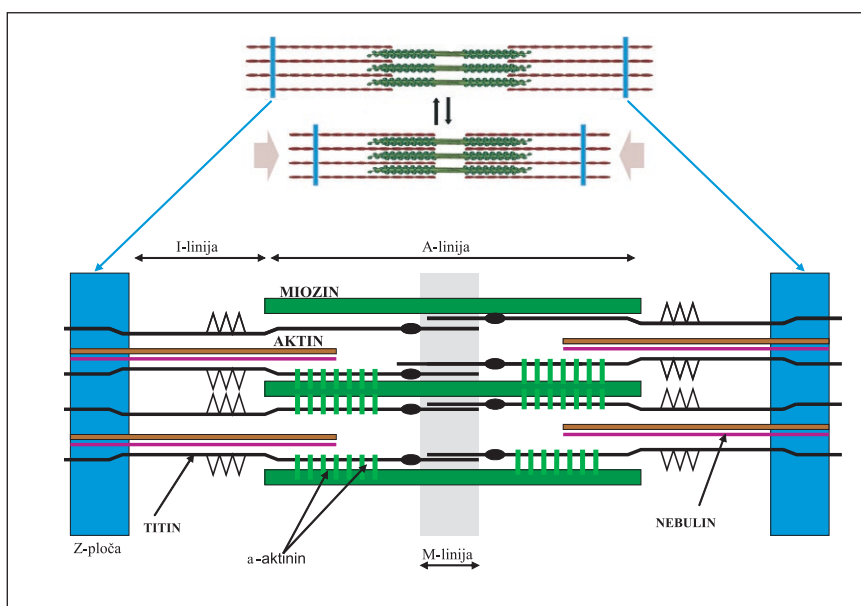 I-linija
A-linija
MIOZIN
AKTIN
TITIN
NEBULIN
Z-ploča
a-aktinin
M-linija